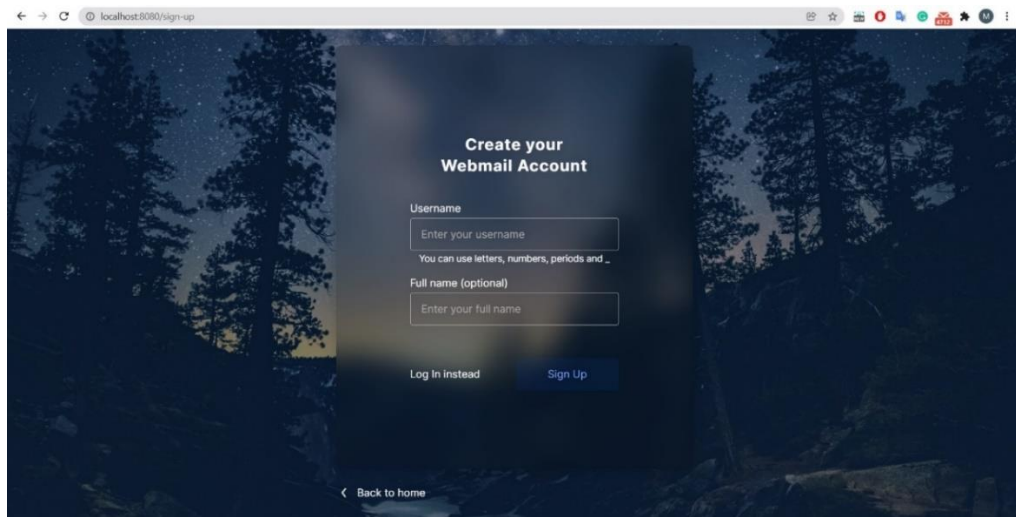 localhost:8080/sign-up
4712
M
Create your
Webmail Account
Username
Enter your username
You can use letters, numbers, periods and _
Full name (optional)
Enter your full name
Log In instead
Sign Up
Back to home